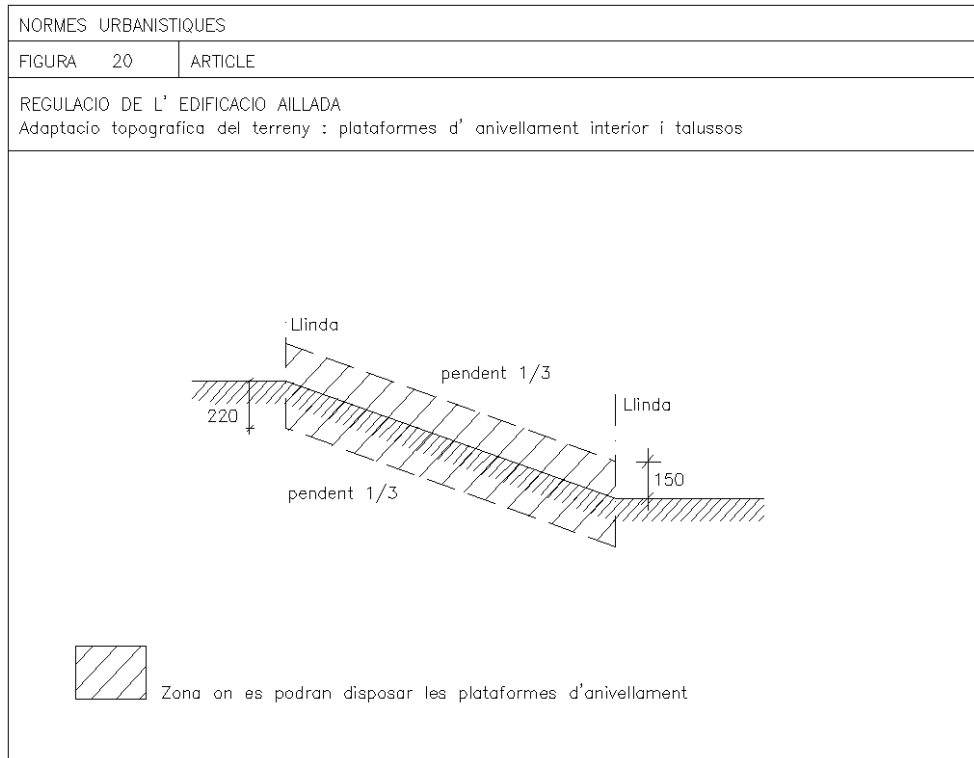 NORMES URBANISTIQUES
FIGURA 20 ARTICLE
REGULACIO DE L' EDIFICACIO AILLADA
Adaptacio topografica del terreny : plataformes d' anivellament interior i talussos
Llinda
pendent 1/3
Llinda
220
150
pendent 1/3
Zona on es podran disposar les plataformes d'anivellament